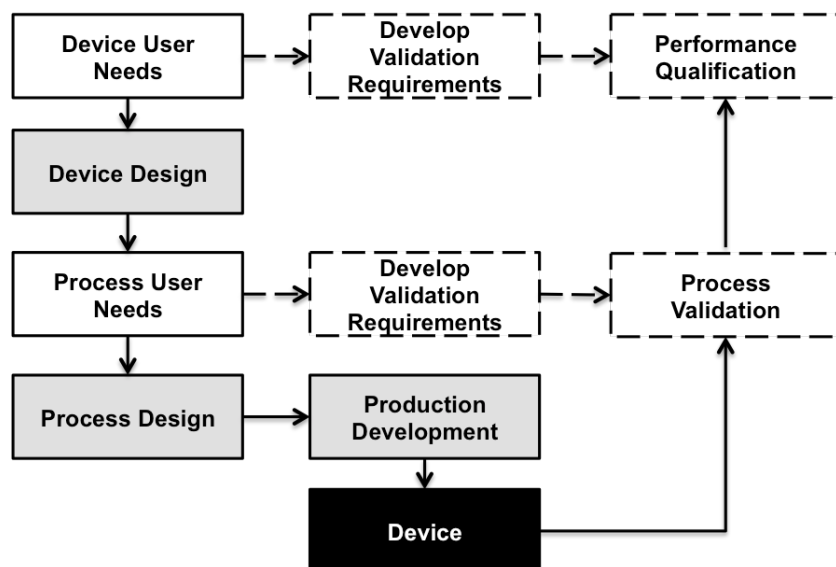 Device User
Needs
Develop
Validation
Requirements
Performance
Qualification
Device Design
Process User
Needs
Develop
Validation
Requirements
Process
Validation
Process Design
Production
Development
Device